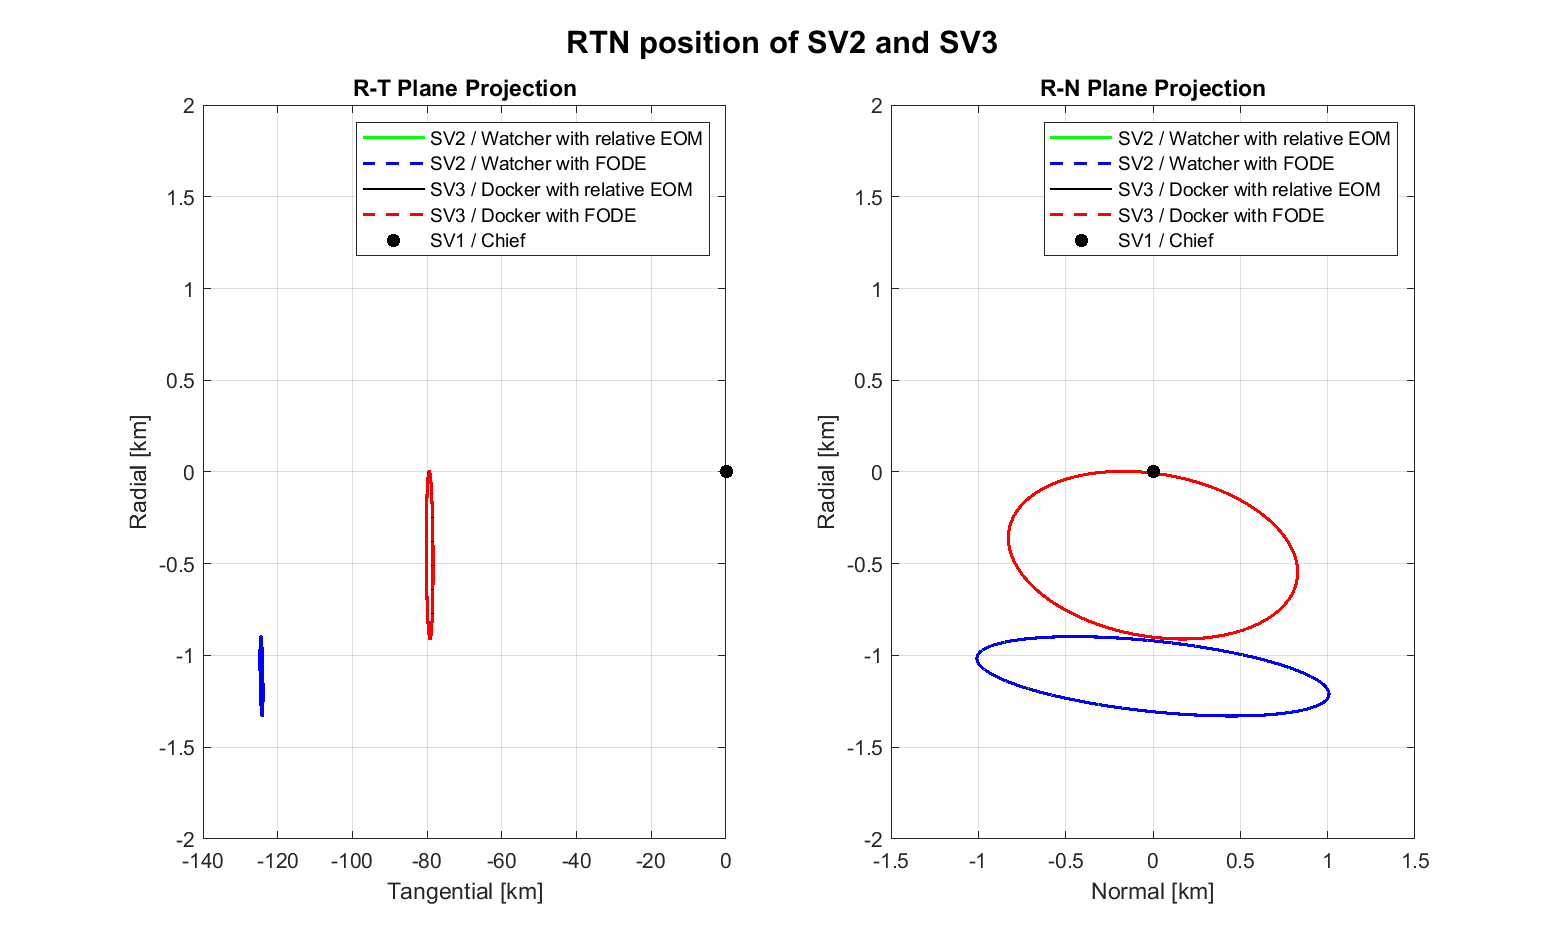 RTN position of SV2 and SV3
R-T Plane Projection
2
1.5
1
0.5
0
-0.5
-1
-1.5
-2
Radial [km]
-140
-120
-100
-80
-60
-40
-20
0
Tangential [km]
SV2 / Watcher with relative EOM
SV2 / Watcher with FODE
SV3 / Docker with relative EOM
SV3 / Docker with FODE
SV1 / Chief
R-N Plane Projection
2
1.5
1
0.5
0
-0.5
-1
-1.5
-2
Radial [km]
-1.5
-1
-0.5
0
0.5
1
1.5
Normal [km]
SV2 / Watcher with relative EOM
SV2 / Watcher with FODE
SV3 / Docker with relative EOM
SV3 / Docker with FODE
SV1 / Chief